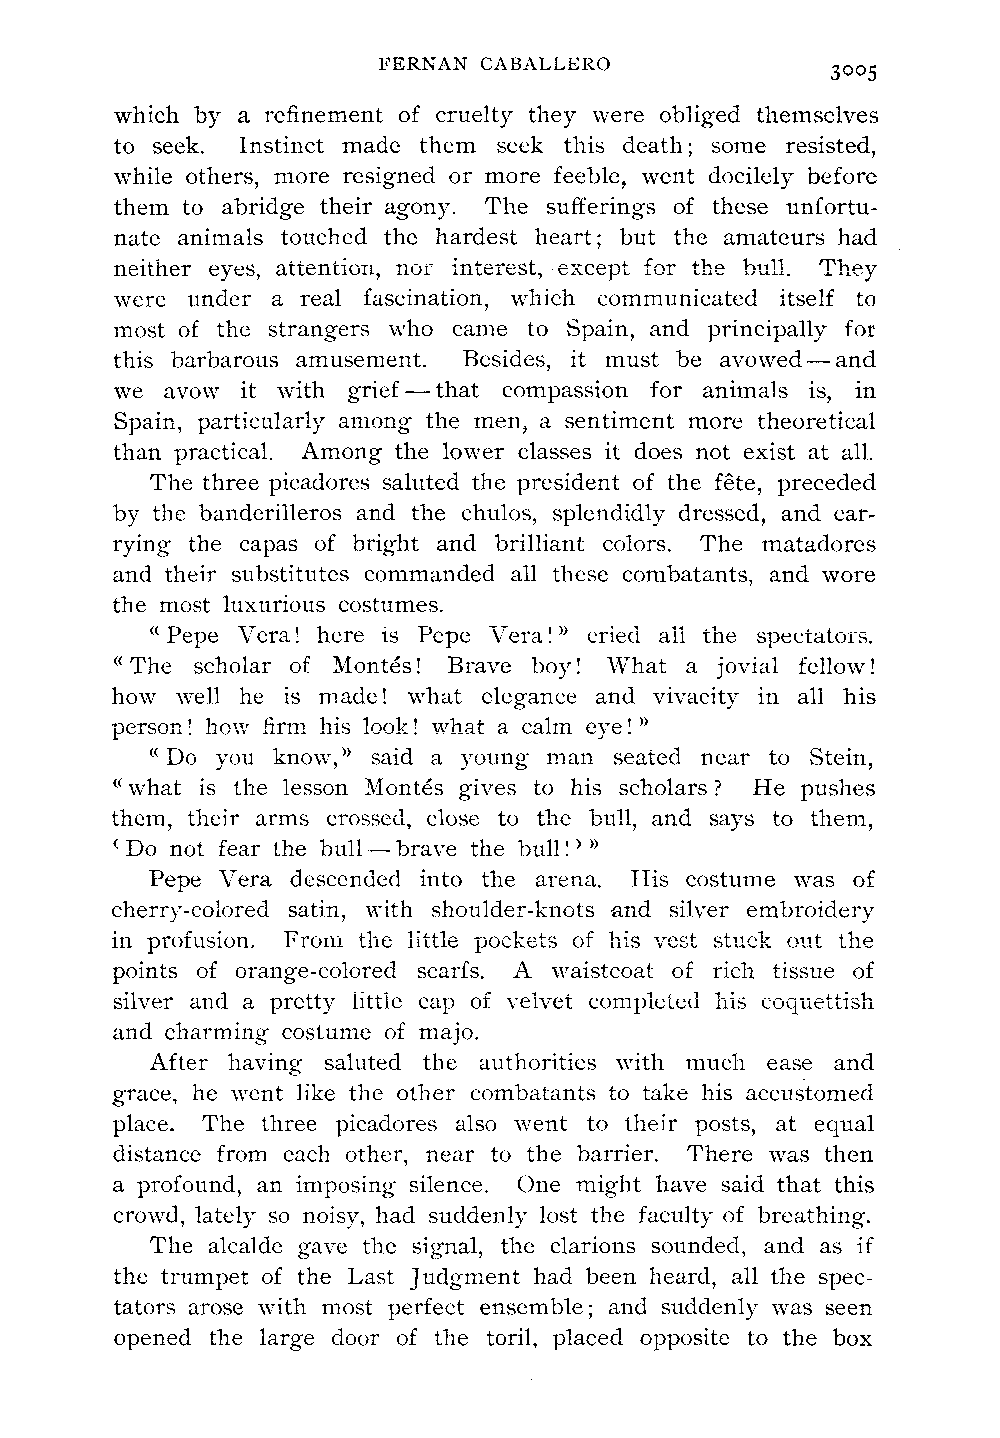 FERNAN CABALLERO
3005
which by a refinement of cruelty they were obliged themselves
to seek. Instinct made them seek this death; some resisted,
while others, more resigned or more feeble, went docilely before
them to abridge their agony. The sufferings of these unfortu-
nate animals touched the hardest heart; but the amateurs had
neither eyes, attention, nor interest, except for the bull. They
were under a real fascination, which communicated itself to
most of the strangers who came to Spain, and principally for
this barbarous amusement. Besides, it must be avowed — and
we avow it with grief — that compassion for animals is, in
Spain, particularly among the men, a sentiment more theoretical
than practical. Among the lower classes it does not exist at all.
The three picadores saluted the president of the fête, preceded
by the banderilleros and the chulos, splendidly dressed, and car-
rying the capas of bright and brilliant colors. The matadores
and their substitutes commanded all these combatants, and wore
the most luxurious costumes.
« Pepe Vera! here is Pepe Vera! » cried all the spectators.
« The scholar of Montés! Brave boy! What a jovial fellow!
how well he is made! what elegance and vivacity in all his
person! how firm his look! what a calm eye! »
« Do you know, » said a young man seated near to Stein,
« what is the lesson Montés gives to his scholars? He pushes
them, their arms crossed, close to the bull, and says to them,
‹ Do not fear the bull — brave the bull! › »
Pepe Vera descended into the arena. His costume was of
cherry-colored satin, with shoulder-knots and silver embroidery
in profusion. From the little pockets of his vest stuck out the
points of orange-colored scarfs. A waistcoat of rich tissue of
silver and a pretty little cap of velvet completed his coquettish
and charming costume of majo.
After having saluted the authorities with much ease and
grace, he went like the other combatants to take his accustomed
place. The three picadores also went to their posts, at equal
distance from each other, near to the barrier. There was then
a profound, an imposing silence. One might have said that this
crowd, lately so noisy, had suddenly lost the faculty of breathing.
The alcalde gave the signal, the clarions sounded, and as if
the trumpet of the Last Judgment had been heard, all the spec-
tators arose with most perfect ensemble; and suddenly was seen
opened the large door of the toril, placed opposite to the box